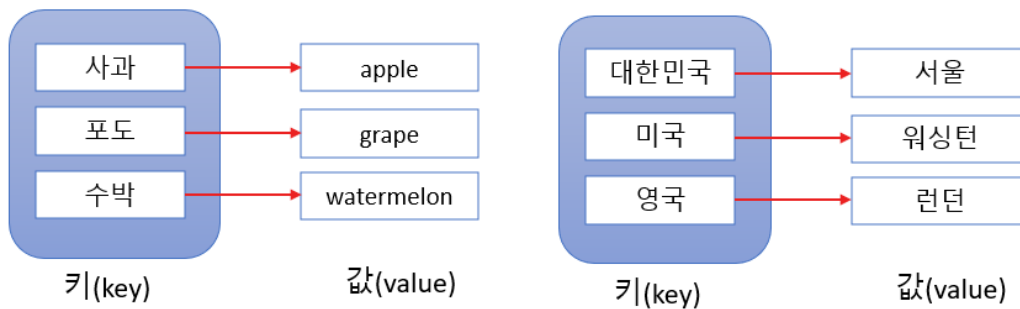 사과
apple
포도
grape
수박
watermelon
키(key)
값(value)
대한민국
서울
미국
워싱턴
영국
런던
키(key)
값(value)